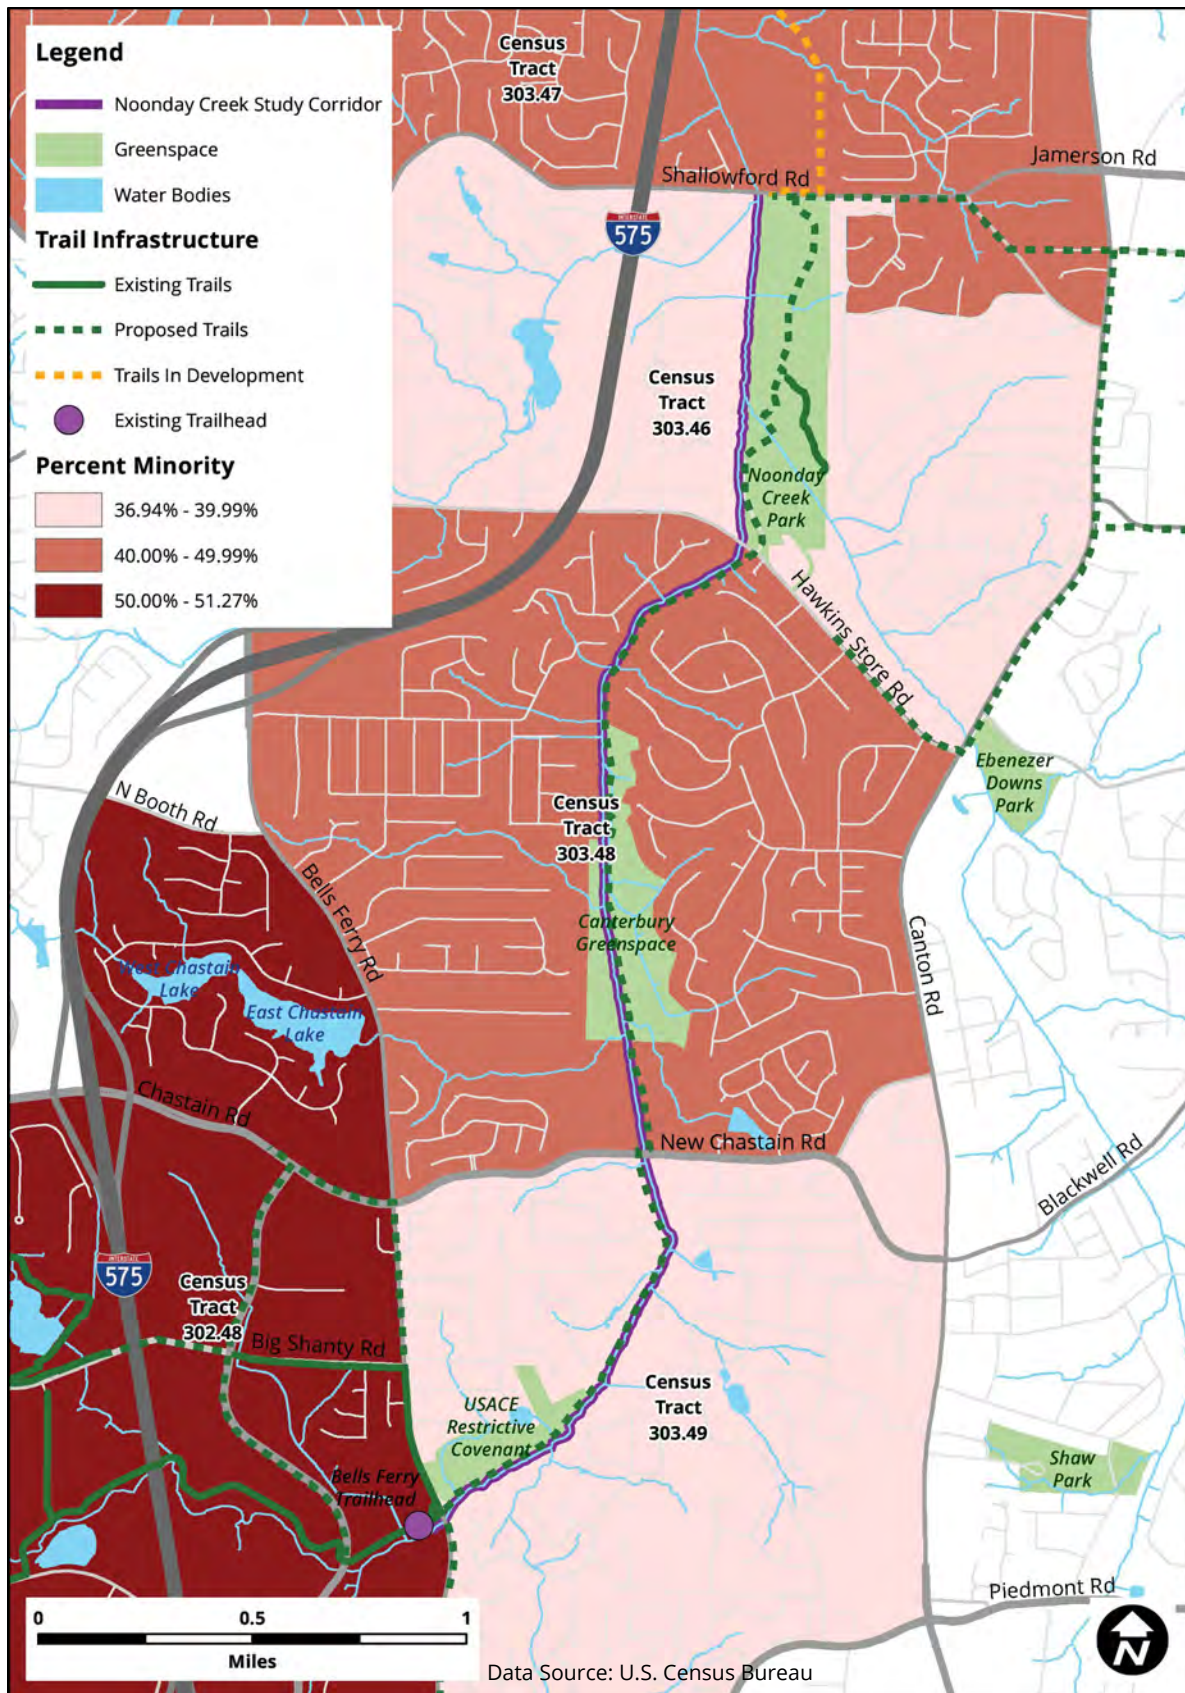 Legend
Noonday Creek Study Corridor
Greenspace
Water Bodies
Trail Infrastructure
Existing Trails
Proposed Trails
Trails In Development
Existing Trailhead
Percent Minority
36.94% - 39.99%
40.00% - 49.99%
50.00% - 51.27%
Census
Tract
303.47
Jamerson Rd
Shallowford Rd
INTERSTATE
575
Census
Tract
303.46
Noonday
Creek
Park
Hawkins Store Rd
Ebenezer
Downs
Park
N Booth Rd
Census
Tract
303.48
Bells Ferry Rd
Canterbury
Greenspace
Canton Rd
West Chastain
Lake
East Chastain
Lake
Chastain Rd
New Chastain Rd
Blackwell Rd
INTERSTATE
575
Census
Tract
302.48
Big Shanty Rd
Census
Tract
303.49
USACE
Restrictive
Covenant
Shaw
Park
Bells Ferry
Trailhead
Piedmont Rd
0 0.5 1
Miles
N
Data Source: U.S. Census Bureau